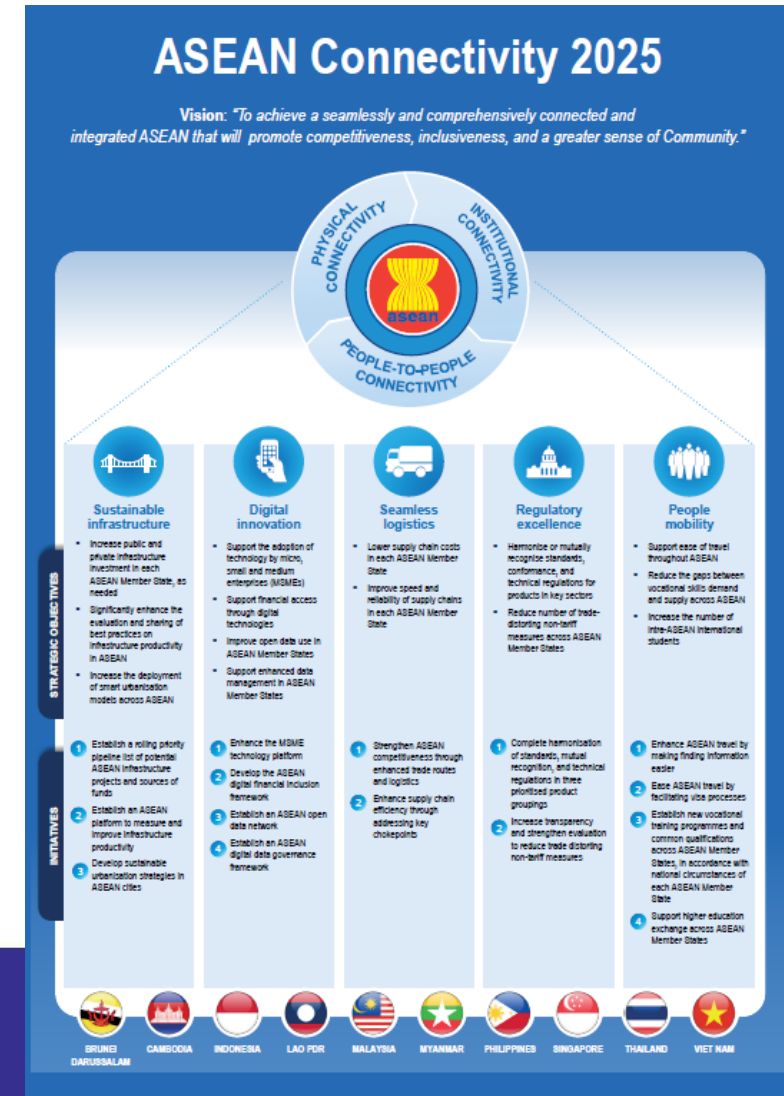 ASEAN Connectivity 2025
Vision: "To achieve a seamlessly and comprehensively connected and
integrated ASEAN that will promote competitiveness, inclusiveness, and a greater sense of Community."
PHYSICAL
CONNECTIVITY
INSTITUTIONAL
CONNECTIVITY
asean
PEOPLE-TO-PEOPLE
CONNECTIVITY
STRATEGIC OBJECTIVES
Sustainable
infrastructure
Increase public and
private infrastructure
investment in each
ASEAN Member State, as
needed
Significantly enhance the
evaluation and sharing of
best practices on
infrastructure productivity
in ASEAN
Increase the deployment
of smart urbanisation
models across ASEAN
Digital
innovation
Support the adoption of
technology by micro,
small and medium
enterprises (MSMEs)
Support financial access
through digital
technologies
Improve open data use in
ASEAN Member States
Support enhanced data
management in ASEAN
Member States
Seamless
logistics
Lower supply chain costs
in each ASEAN Member
State
Improve speed and
reliability of supply chains
in each ASEAN Member
State
Regulatory
excellence
Harmonise or mutually
recognise standards,
conformance, and
technical regulations for
products in key sectors
Reduce number of trade-
distorting non-tariff
measures across ASEAN
Member States
People
mobility
Support ease of travel
throughout ASEAN
Reduce the gaps between
vocational skills demand
and supply across ASEAN
Increase the number of
intra-ASEAN international
students
INITIATIVES
1 Establish a rolling priority
pipeline list of potential
ASEAN infrastructure
projects and sources of
funds
2 Establish an ASEAN
platform to measure and
improve infrastructure
productivity
3 Develop sustainable
urbanisation strategies in
ASEAN cities
1 Enhance the MSME
technology platform
2 Develop the ASEAN
digital financial inclusion
framework
3 Establish an ASEAN open
data network
4 Establish an ASEAN
digital data governance
framework
1 Strengthen ASEAN
competitiveness through
enhanced trade routes
and logistics
2 Enhance supply chain
efficiency through
addressing key
chokepoints
1 Complete harmonisation
of standards, mutual
recognition, and technical
regulations in three
prioritised product
groupings
2 Increase transparency
and strengthen evaluation
to reduce trade distorting
non-tariff measures
1 Enhance ASEAN travel by
making finding information
easier
2 Ease ASEAN travel by
facilitating visa processes
3 Establish new vocational
training programmes and
common qualifications
across ASEAN Member
States, in accordance with
national circumstances of
each ASEAN Member
State
4 Support higher education
exchange across ASEAN
Member States
BRUNEI
DARUSSALAM
CAMBODIA
INDONESIA
LAO PDR
MALAYSIA
MYANMAR
PHILIPPINES
SINGAPORE
THAILAND
VIET NAM